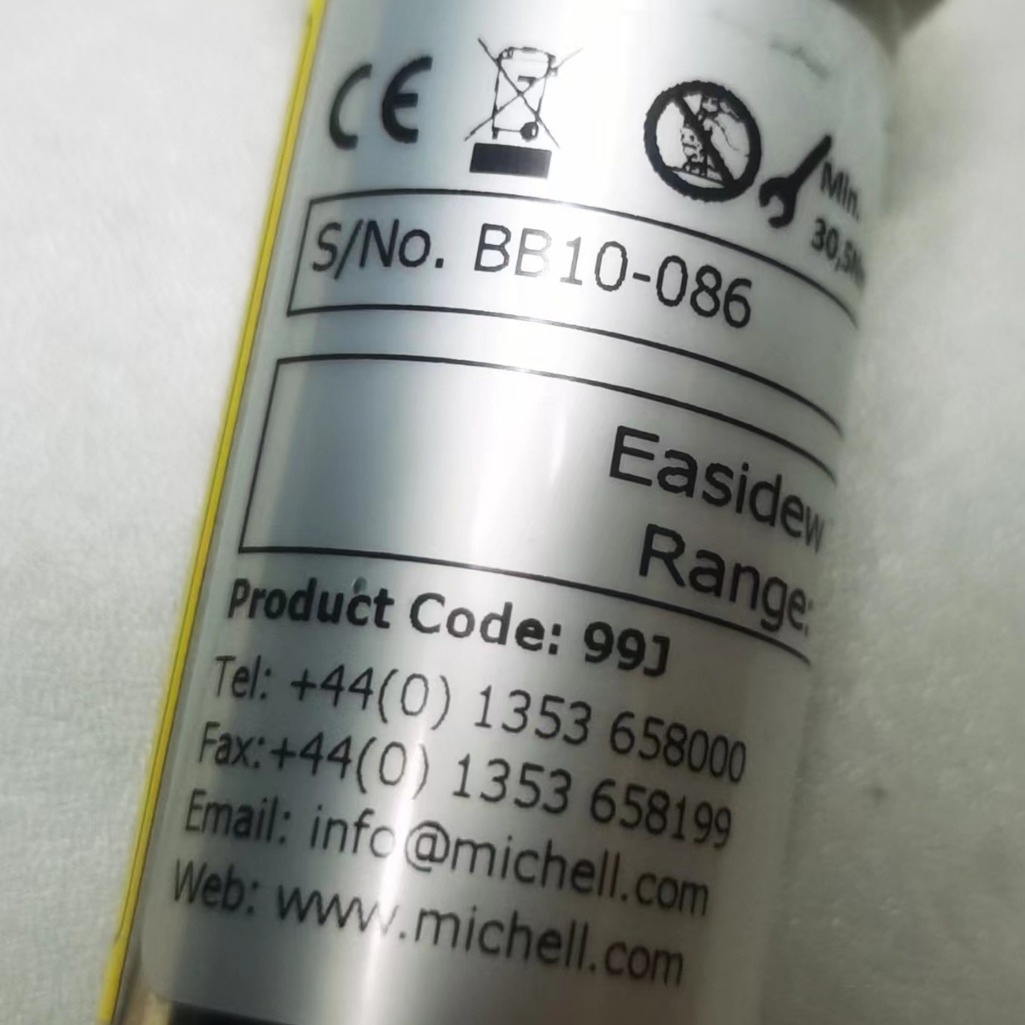 CE
Min.
30,5N
S/No. BB10-086
Easidew
Range:
Product Code: 99J
Tel: +44(0) 1353 658000
Fax:+44(0) 1353 658199
Email: info@michell.com
Web: www.michell.com